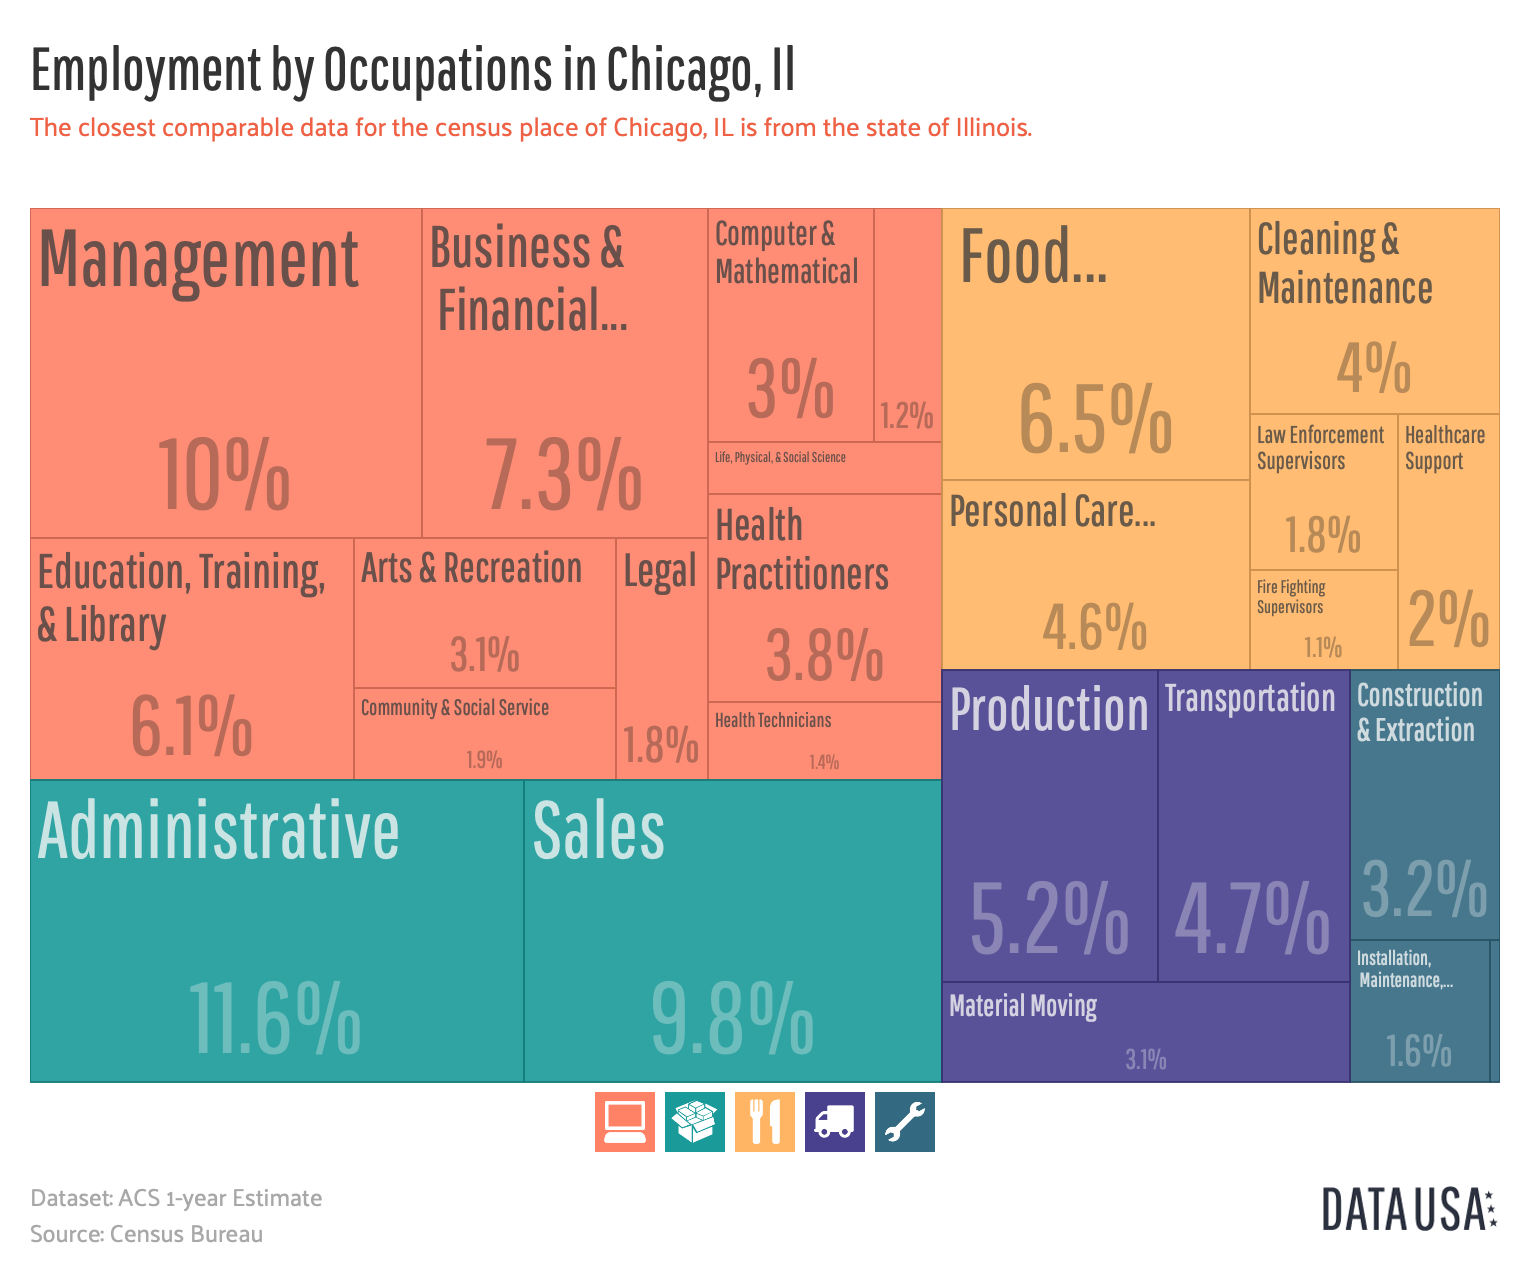 Employment by Occupations in Chicago, Il
The closest comparable data for the census place of Chicago, IL is from the state of Illinois.
Management
10%
Business &
Financial...
7.3%
Computer &
Mathematical
3%
1.2%
Life, Physical, & Social Science
Health
Practitioners
3.8%
Health Technicians
1.4%
Education, Training,
& Library
6.1%
Arts & Recreation
3.1%
Community & Social Service
1.9%
Legal
1.8%
Administrative
11.6%
Sales
9.8%
Food...
6.5%
Cleaning &
Maintenance
4%
Personal Care...
4.6%
Law Enforcement
Supervisors
1.8%
Fire Fighting
Supervisors
1.1%
Healthcare
Support
2%
Production
5.2%
Transportation
4.7%
Material Moving
3.1%
Construction
& Extraction
3.2%
Installation,
Maintenance,...
1.6%
Dataset: ACS 1-year Estimate
Source: Census Bureau
DATA USA